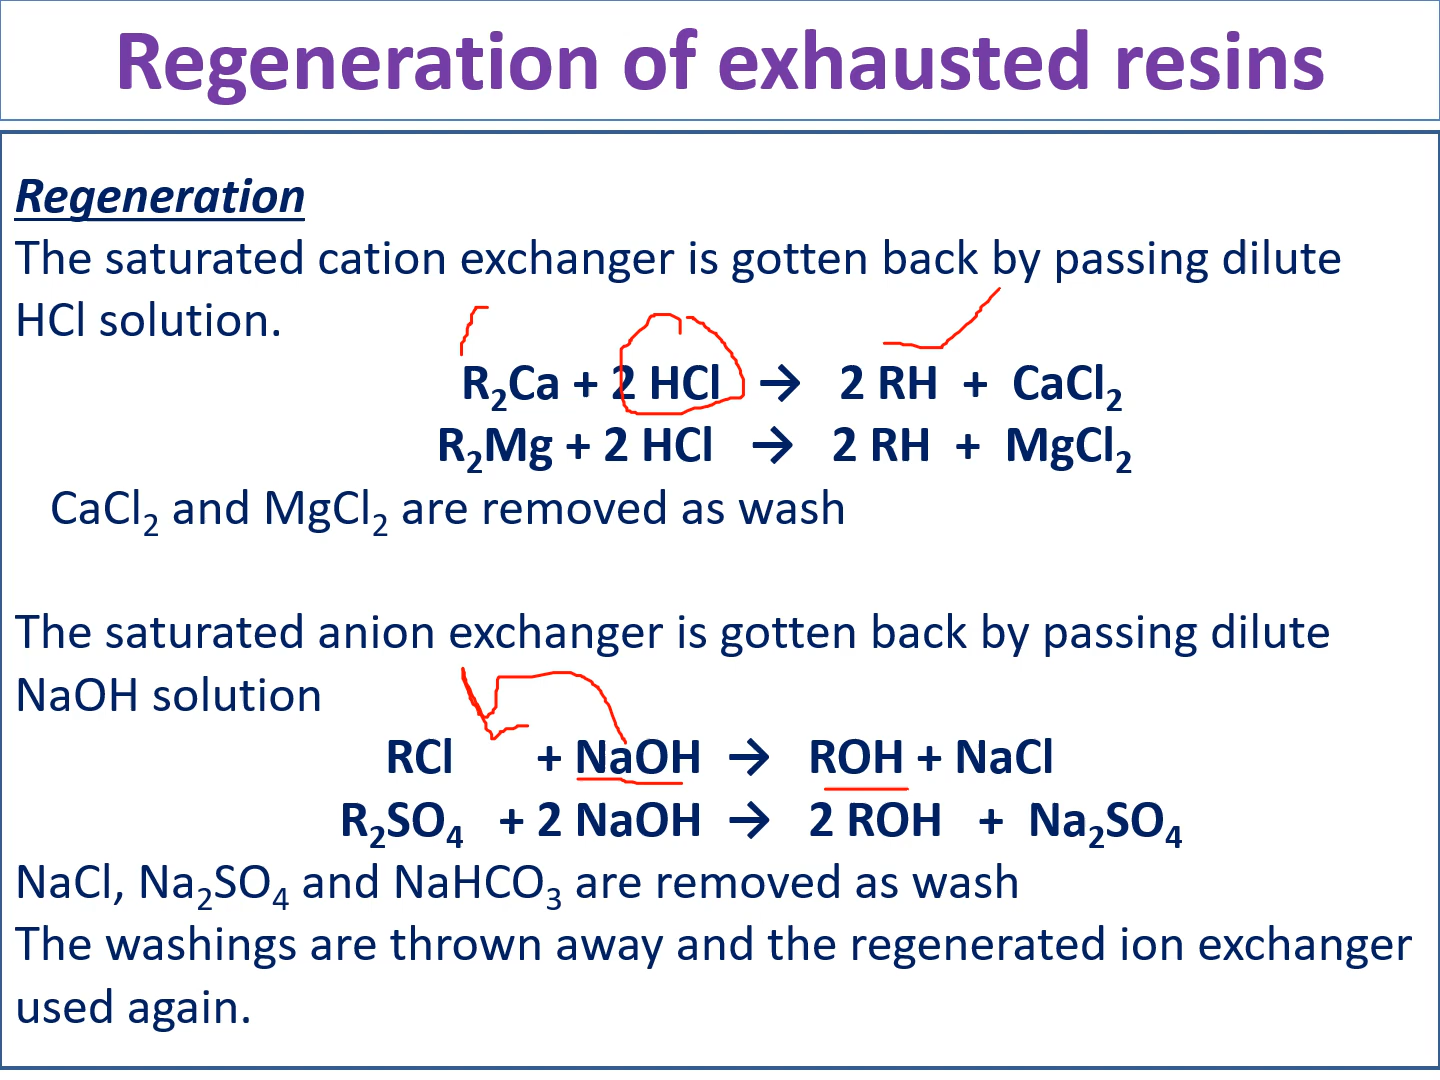 Regeneration of exhausted resins
Regeneration
The saturated cation exchanger is gotten back by passing dilute
HCl solution.
R₂Ca + 2 HCl → 2 RH + CaCl₂
R₂Mg + 2 HCl → 2 RH + MgCl₂
CaCl₂ and MgCl₂ are removed as wash
The saturated anion exchanger is gotten back by passing dilute
NaOH solution
RCl + NaOH → ROH + NaCl
R₂SO₄ + 2 NaOH → 2 ROH + Na₂SO₄
NaCl, Na₂SO₄ and NaHCO₃ are removed as wash
The washings are thrown away and the regenerated ion exchanger
used again.